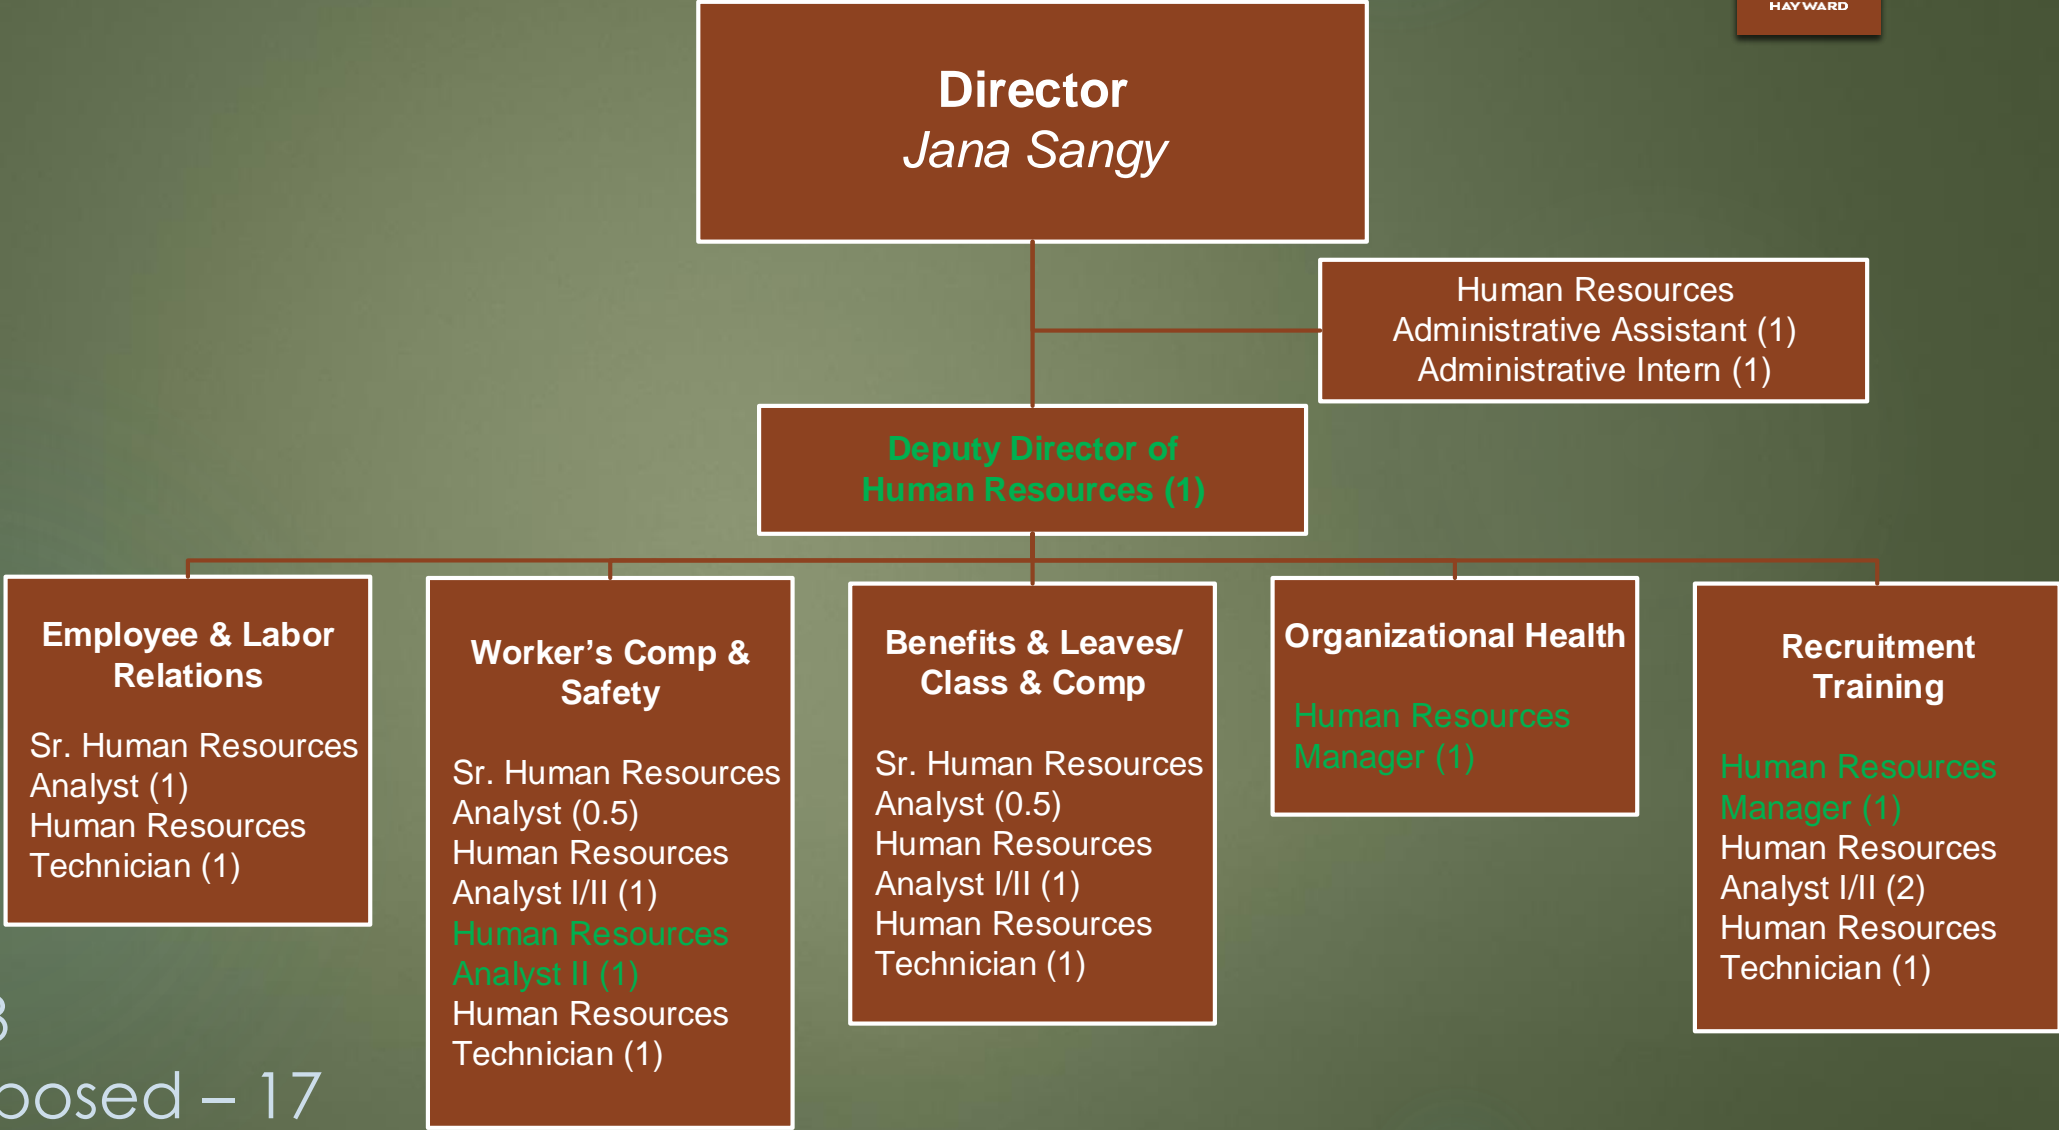 HAYWARD
Director
Jana Sangy
Human Resources
Administrative Assistant (1)
Administrative Intern (1)
Deputy Director of
Human Resources (1)
Employee & Labor
Relations
Sr. Human Resources
Analyst (1)
Human Resources
Technician (1)
Worker’s Comp &
Safety
Sr. Human Resources
Analyst (0.5)
Human Resources
Analyst I/II (1)
Human Resources
Analyst II (1)
Human Resources
Technician (1)
Benefits & Leaves/
Class & Comp
Sr. Human Resources
Analyst (0.5)
Human Resources
Analyst I/II (1)
Human Resources
Technician (1)
Organizational Health
Human Resources
Manager (1)
Recruitment
Training
Human Resources
Manager (1)
Human Resources
Analyst I/II (2)
Human Resources
Technician (1)
posed – 17